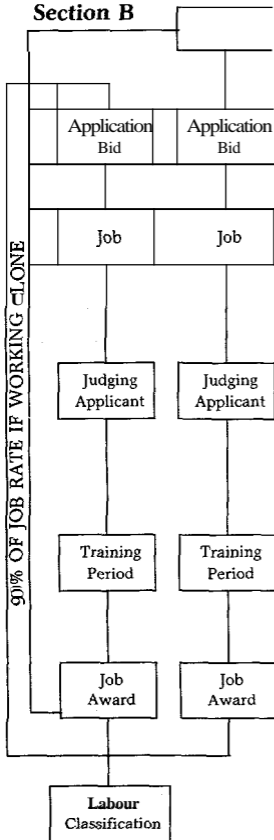 Section B
Application Application
Bid Bid
Job Job
90% OF JOB RATE IF WORKING ALONE
Judging Judging
Applicant Applicant
Training Training
Period Period
Job Job
Award Award
Labour
Classification